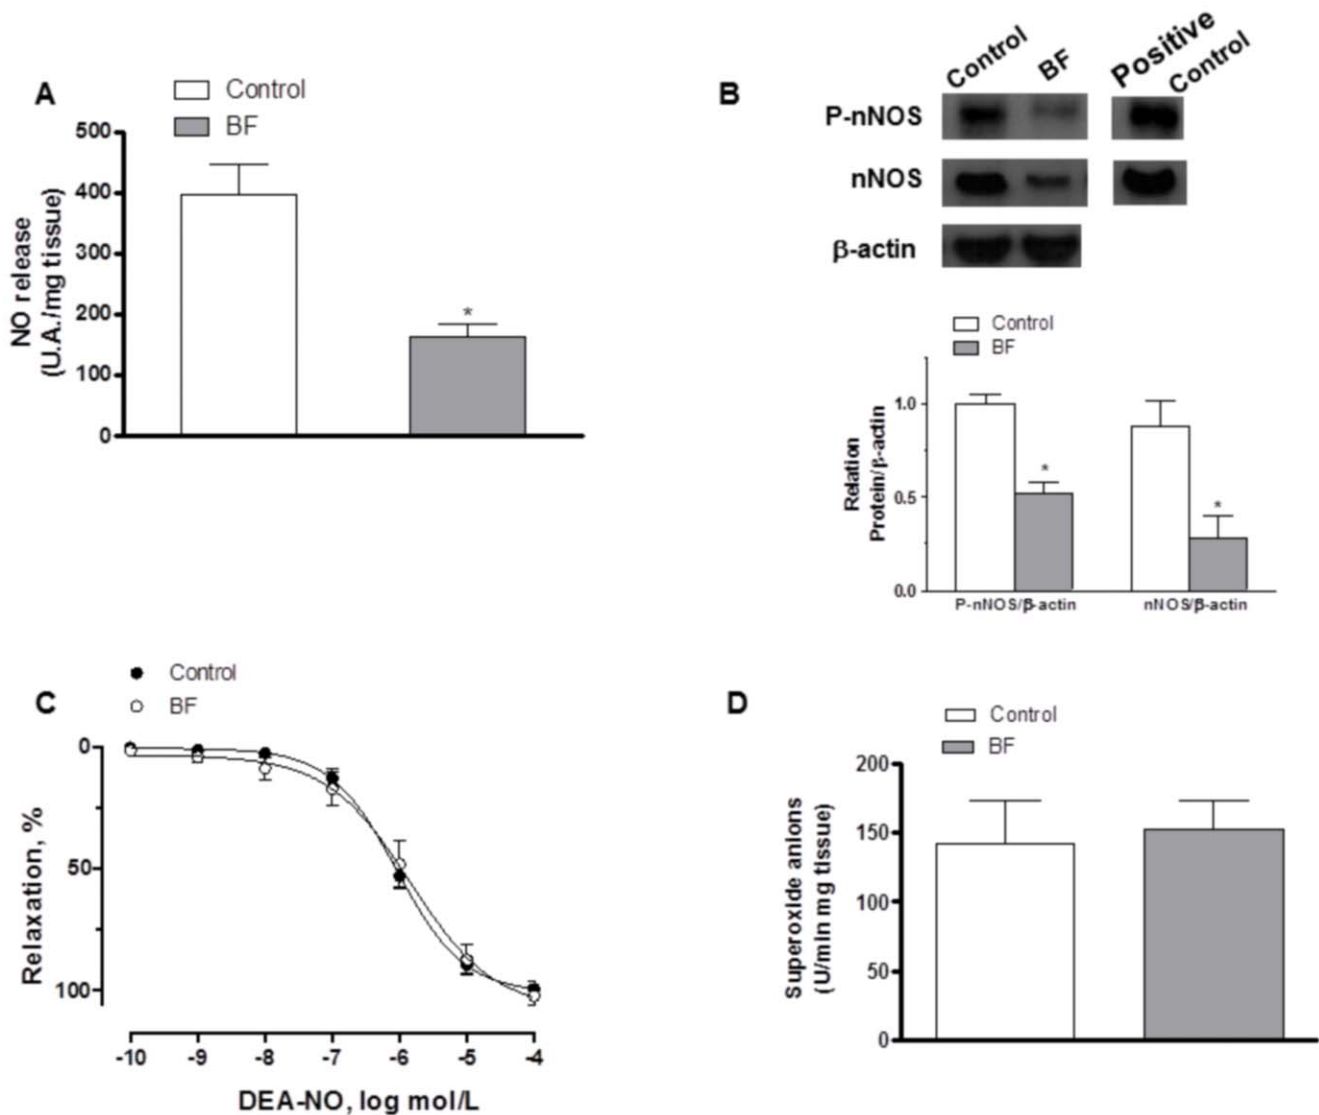 A
Control
BF
500
400
300
200
100
0
NO release
(U.A./mg tissue)
*
B
Control
BF
Positive
Control
P-nNOS
nNOS
β-actin
Control
BF
1.0
0.5
0.0
Relation
Protein/β-actin
*
*
P-nNOS/β-actin
nNOS/β-actin
C
Control
BF
0
50
100
Relaxation, %
-10
-9
-8
-7
-6
-5
-4
DEA-NO, log mol/L
D
Control
BF
200
150
100
50
0
Superoxide anions
(U/min mg tissue)